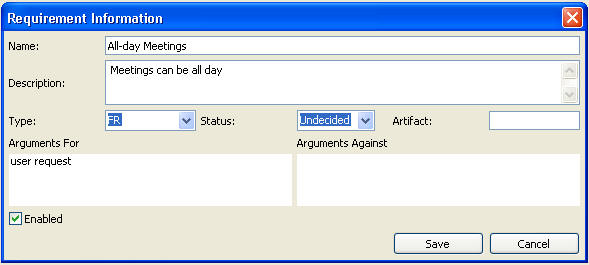 Requirement Information
Name: All-day Meetings
Description: Meetings can be all day
Type: FR Status: Undecided Artifact:
Arguments For Arguments Against
user request
Enabled
Save Cancel